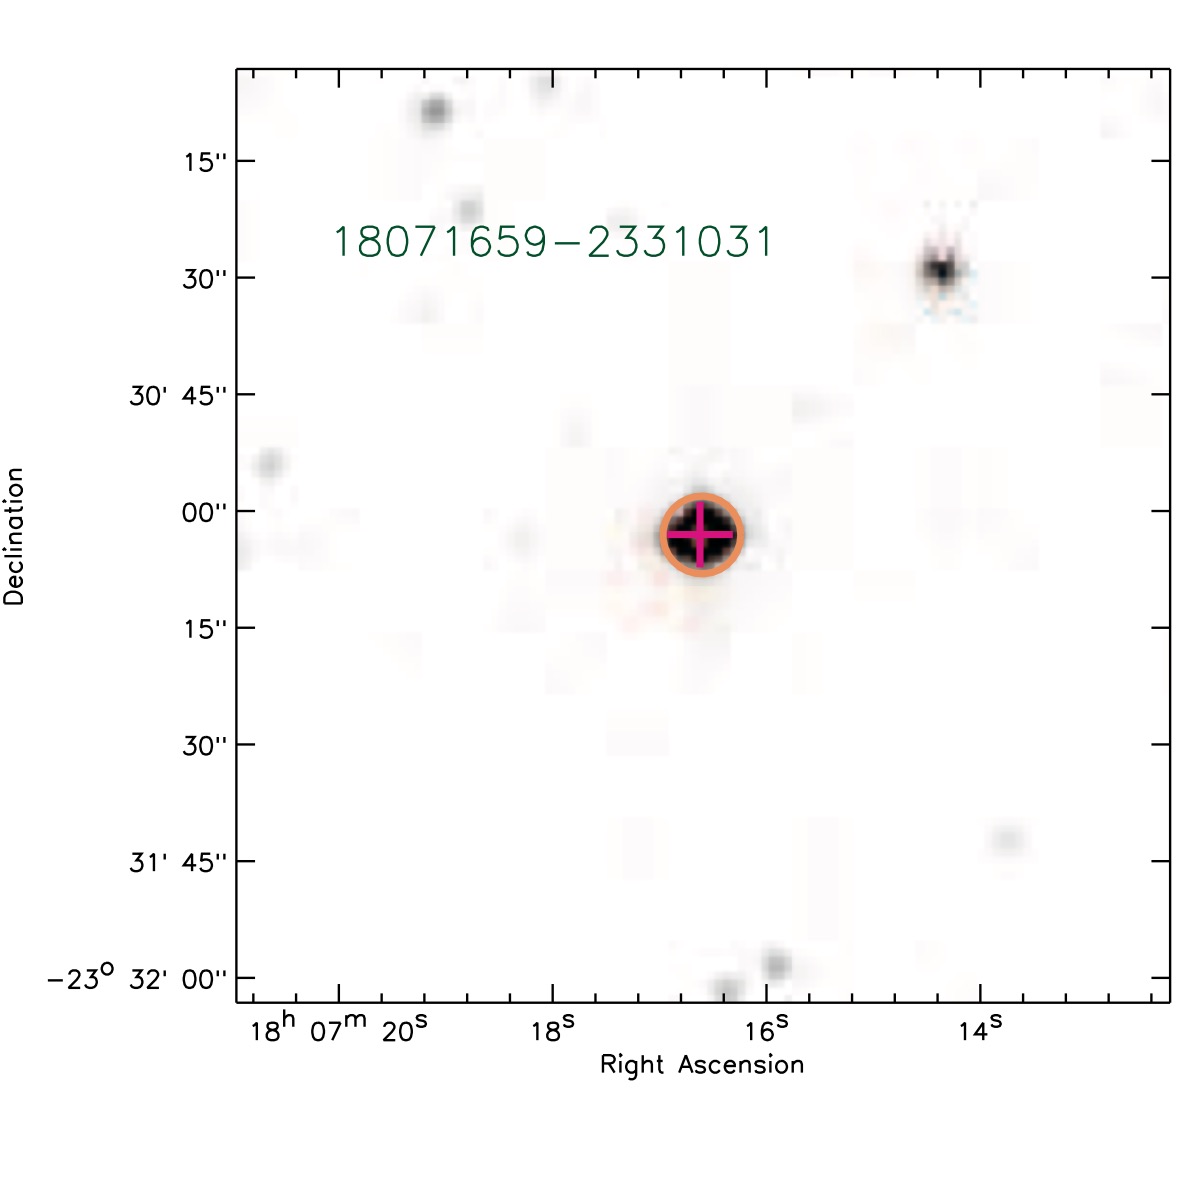 15"
18071659-2331031
30"
30' 45"
00"
15"
30"
31' 45"
-23° 32' 00"
18h 07m 20s 18s 16s 14s
Right Ascension
Declination